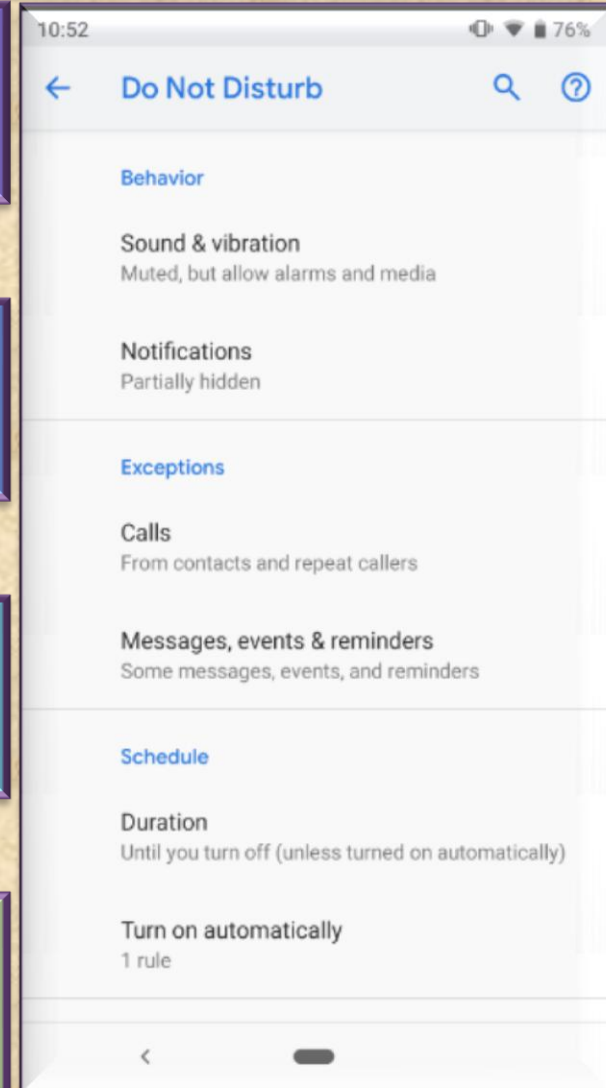 10:52 76%
Do Not Disturb
Behavior
Sound & vibration
Muted, but allow alarms and media
Notifications
Partially hidden
Exceptions
Calls
From contacts and repeat callers
Messages, events & reminders
Some messages, events, and reminders
Schedule
Duration
Until you turn off (unless turned on automatically)
Turn on automatically
1 rule